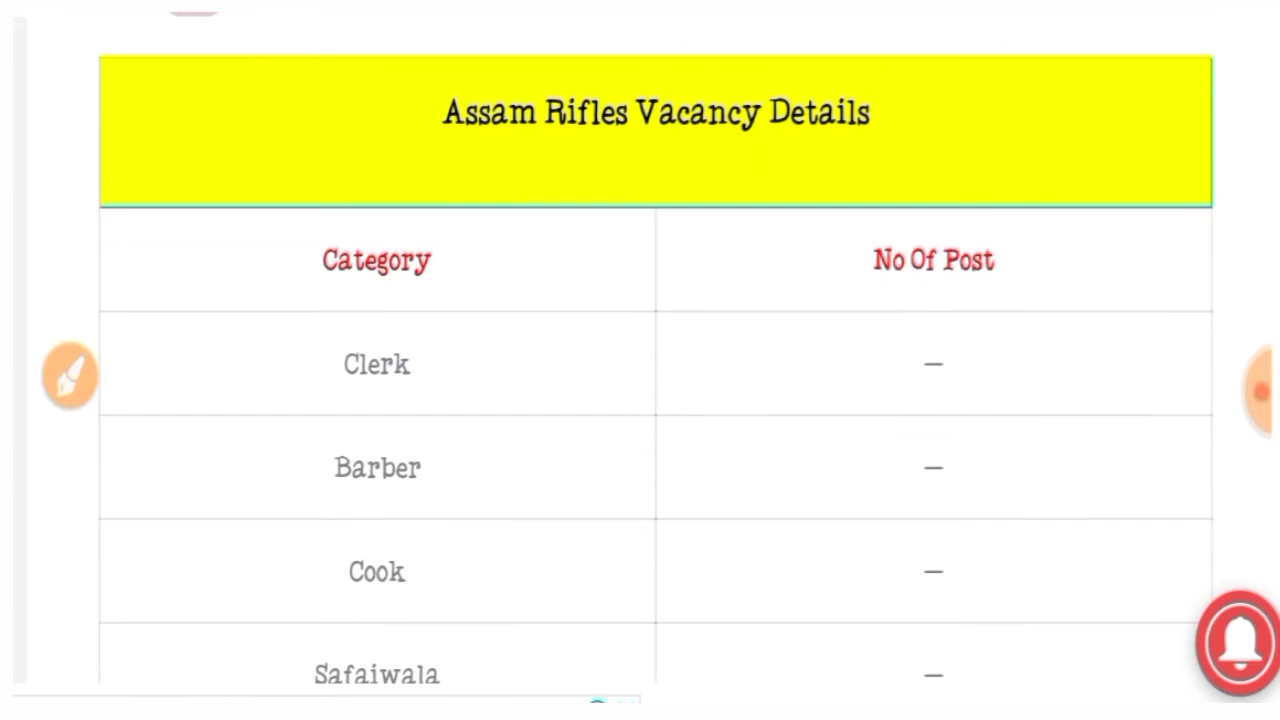 Assam Rifles Vacancy Details
Category No Of Post
Clerk —
Barber —
Cook —
Safaiwala —